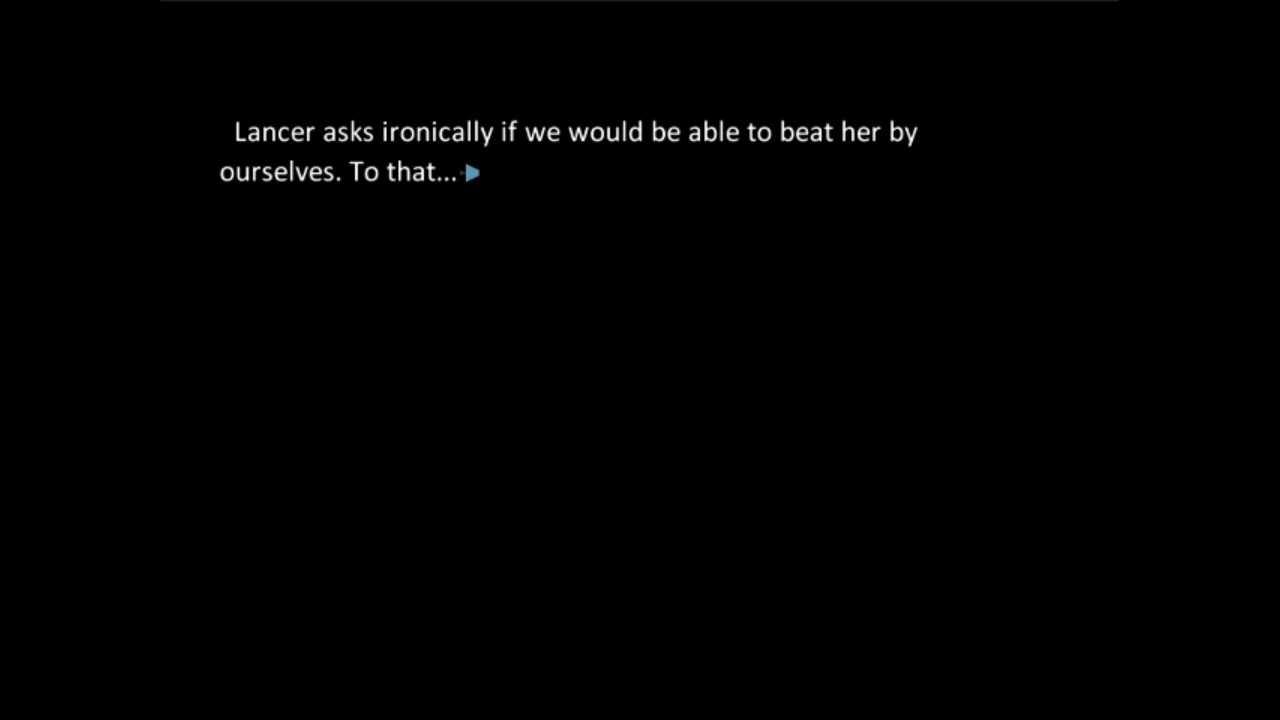 Lancer asks ironically if we would be able to beat her by
ourselves. To that...